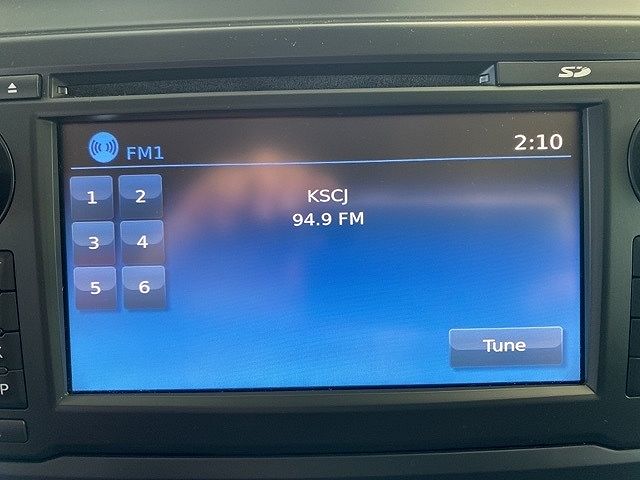 SD
FM1
2:10
1 2
3 4
5 6
KSCJ
94.9 FM
Tune
P